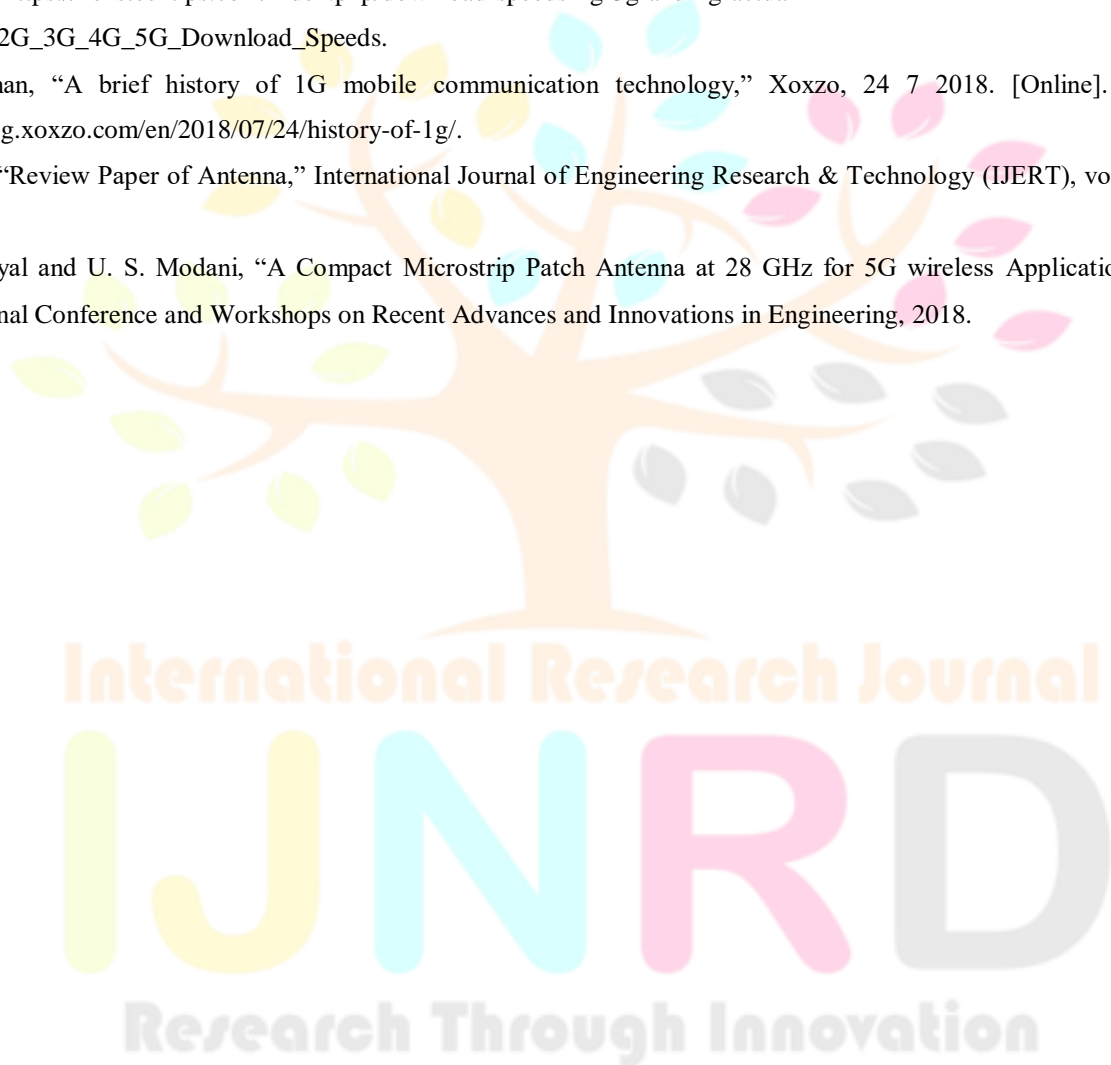 2G_3G_4G_5G_Download_Speeds.
nan, “A brief history of 1G mobile communication technology,” Xoxzo, 24 7 2018. [Online].
g.xoxzo.com/en/2018/07/24/history-of-1g/.
“Review Paper of Antenna,” International Journal of Engineering Research & Technology (IJERT), vo
yal and U. S. Modani, “A Compact Microstrip Patch Antenna at 28 GHz for 5G wireless Applicatio
nal Conference and Workshops on Recent Advances and Innovations in Engineering, 2018.
International Research Journal
IJNRD
Research Through Innovation